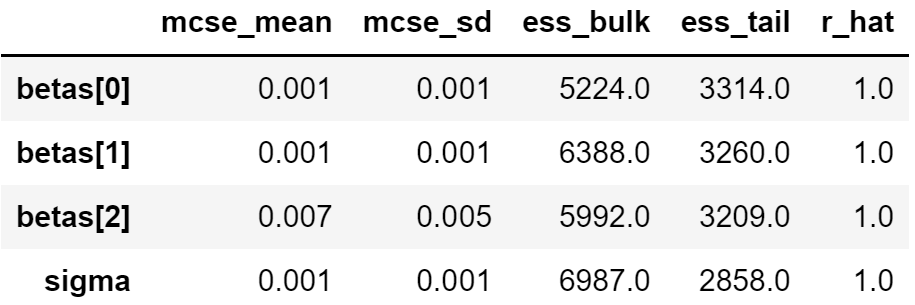 mcse_mean mcse_sd ess_bulk ess_tail r_hat
betas[0] 0.001 0.001 5224.0 3314.0 1.0
betas[1] 0.001 0.001 6388.0 3260.0 1.0
betas[2] 0.007 0.005 5992.0 3209.0 1.0
sigma 0.001 0.001 6987.0 2858.0 1.0